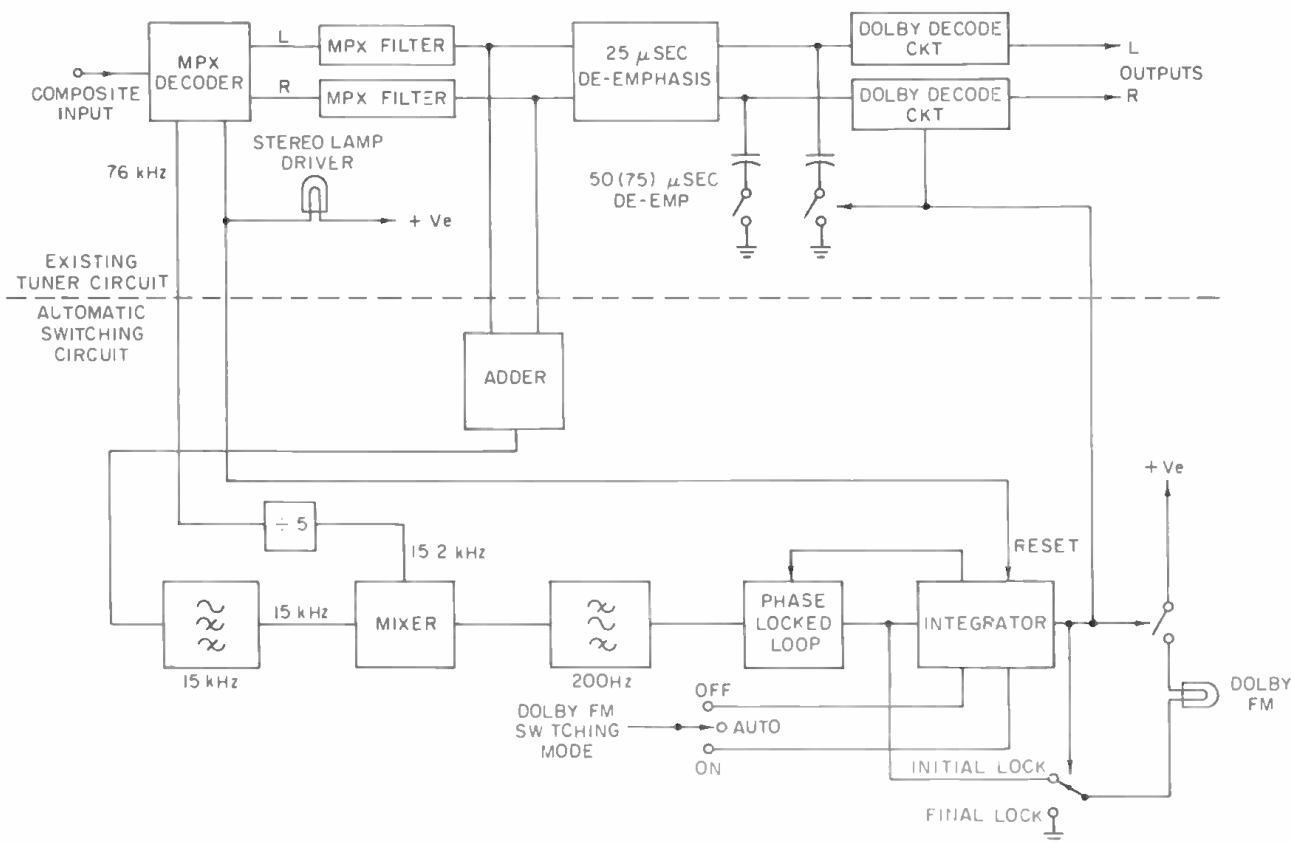 MPX
DECODER
COMPOSITE
INPUT
L
R
MPX FILTER
MPX FILTER
25 μSEC
DE-EMPHASIS
DOLBY DECODE
CKT
DOLBY DECODE
CKT
L
OUTPUTS
R
76 kHz
STEREO LAMP
DRIVER
+ Ve
50(75) μSEC
DE-EMP
EXISTING
TUNER CIRCUIT
AUTOMATIC
SWITCHING
CIRCUIT
ADDER
+ Ve
÷ 5
15 2 kHz
RESET
15 kHz
15 kHz
MIXER
200Hz
PHASE
LOCKED
LOOP
INTEGRATOR
DOLBY
FM
OFF
DOLBY FM
SW TCHING
MODE
AUTO
ON
INITIAL LOCK
FINAL LOCK